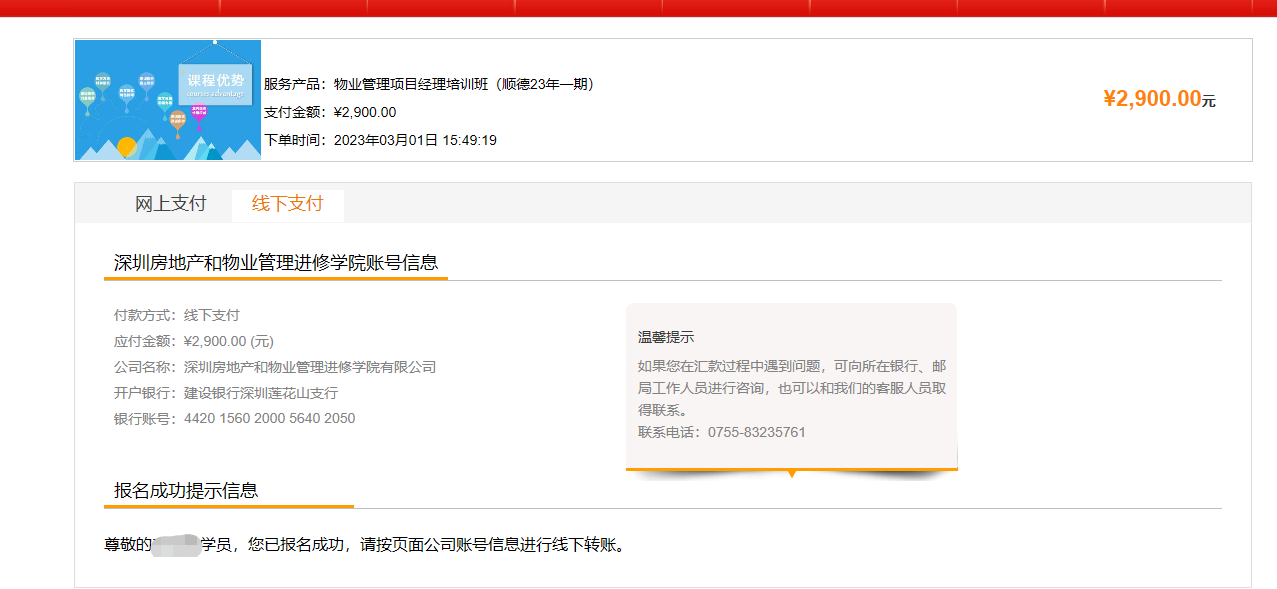 课程优势
courses advantage
服务产品：物业管理项目经理培训班（顺德23年一期）
支付金额：¥2,900.00
下单时间：2023年03月01日 15:49:19
¥2,900.00元
网上支付
线下支付
深圳房地产和物业管理进修学院账号信息
付款方式：线下支付
应付金额：¥2,900.00 (元)
公司名称：深圳房地产和物业管理进修学院有限公司
开户银行：建设银行深圳莲花山支行
银行账号：4420 1560 2000 5640 2050
温馨提示
如果您在汇款过程中遇到问题，可向所在银行、邮
局工作人员进行咨询，也可以和我们的客服人员取
得联系。
联系电话：0755-83235761
报名成功提示信息
尊敬的 学员，您已报名成功，请按页面公司账号信息进行线下转账。